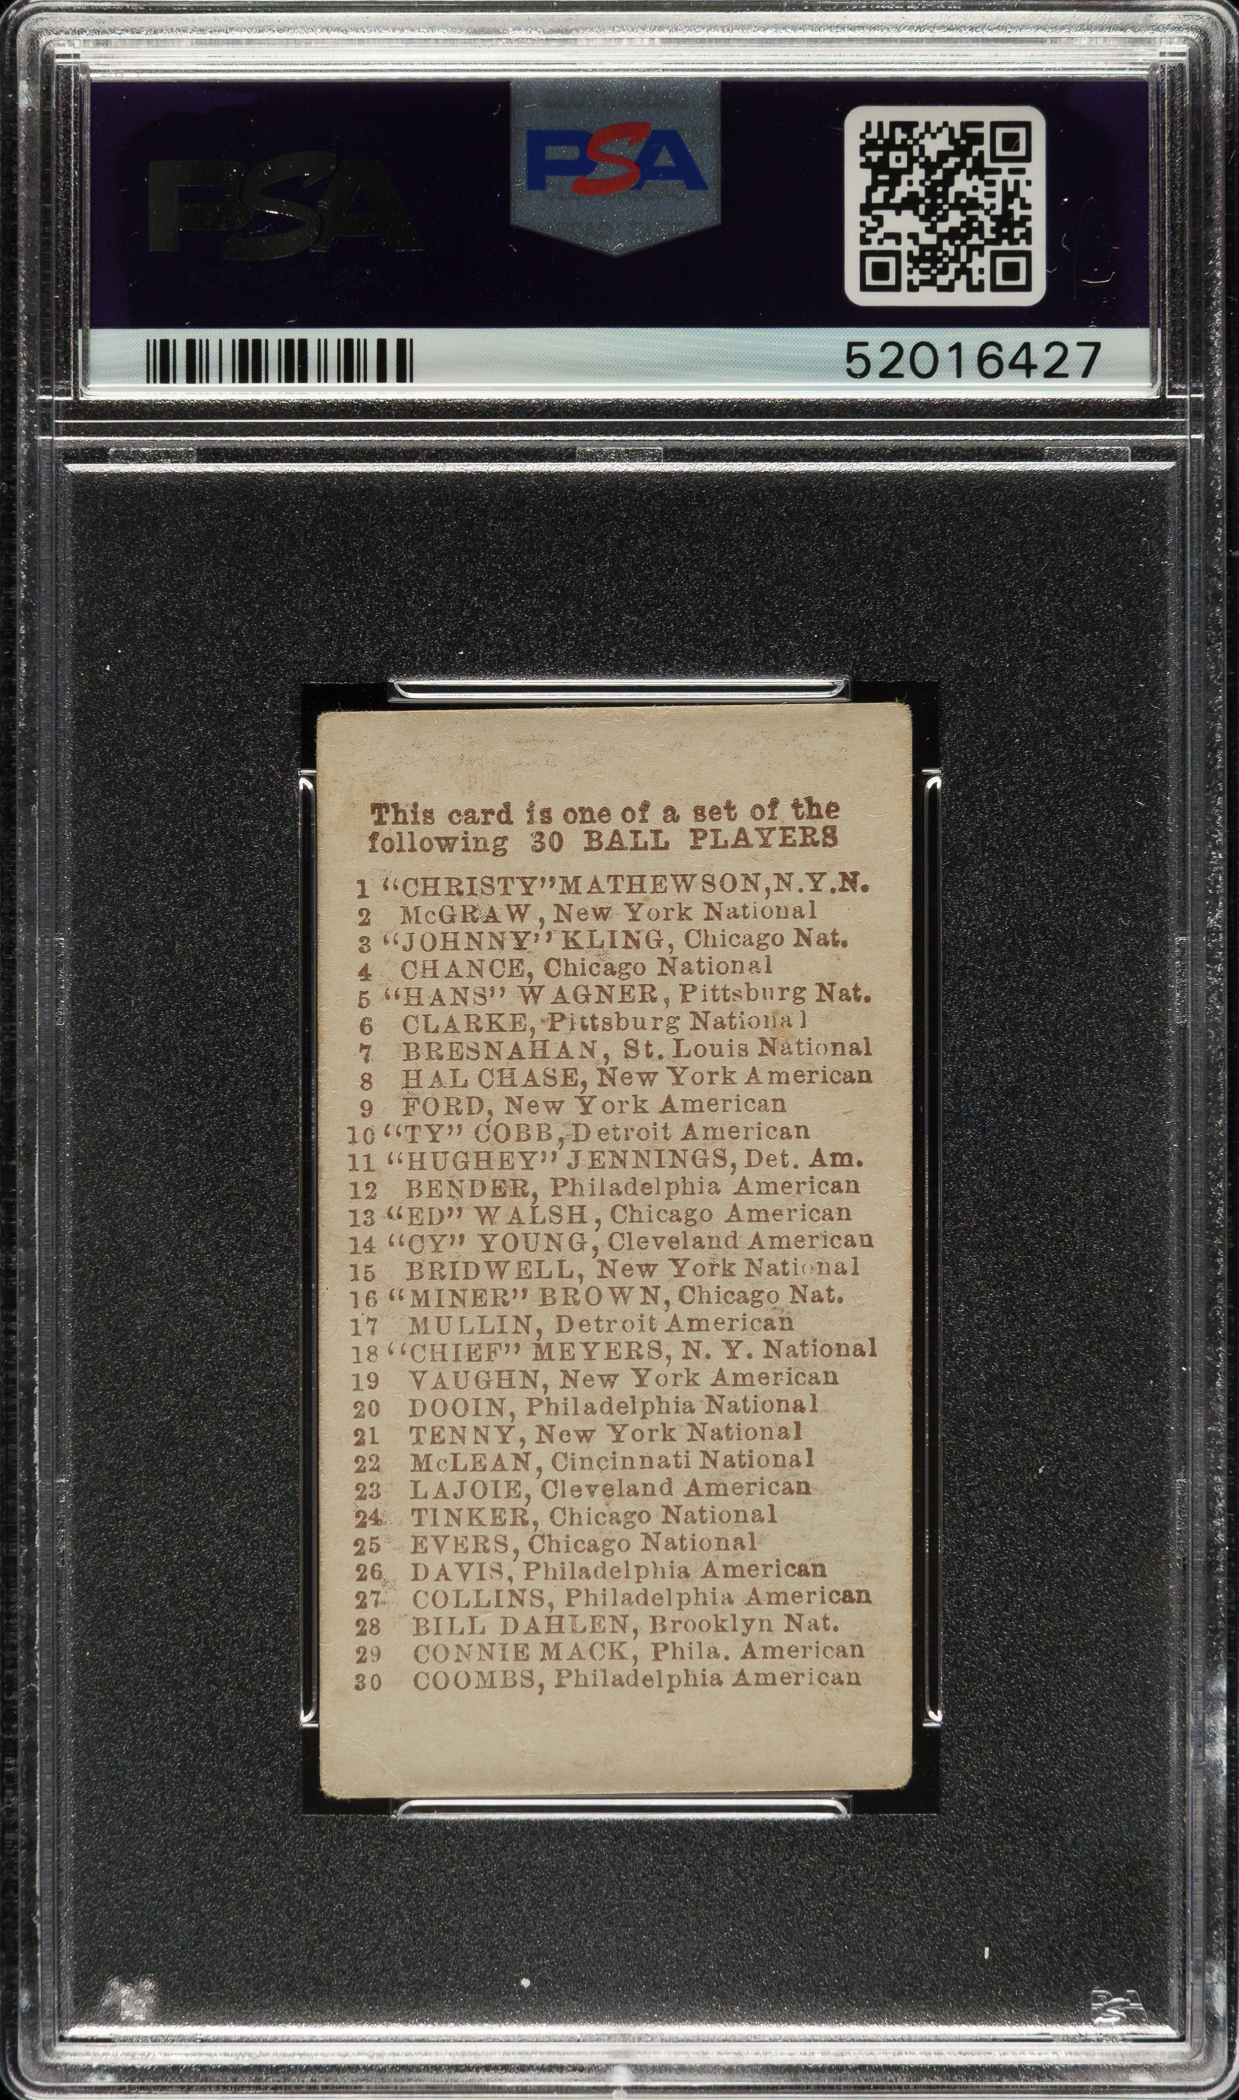 PSA
PSA
52016427
This card is one of a set of the
following 30 BALL PLAYERS
1 "CHRISTY" MATHEWSON, N.Y.N.
2 McGRAW, New York National
3 "JOHNNY" KLING, Chicago Nat.
4 CHANCE, Chicago National
5 "HANS" WAGNER, Pittsburg Nat.
6 CLARKE, Pittsburg National
7 BRESNAHAN, St. Louis National
8 HAL CHASE, New York American
9 FORD, New York American
10 "TY" COBB, Detroit American
11 "HUGHEY" JENNINGS, Det. Am.
12 BENDER, Philadelphia American
13 "ED" WALSH, Chicago American
14 "CY" YOUNG, Cleveland American
15 BRIDWELL, New York National
16 "MINER" BROWN, Chicago Nat.
17 MULLIN, Detroit American
18 "CHIEF" MEYERS, N. Y. National
19 VAUGHN, New York American
20 DOOIN, Philadelphia National
21 TENNY, New York National
22 McLEAN, Cincinnati National
23 LAJOIE, Cleveland American
24 TINKER, Chicago National
25 EVERS, Chicago National
26 DAVIS, Philadelphia American
27 COLLINS, Philadelphia American
28 BILL DAHLEN, Brooklyn Nat.
29 CONNIE MACK, Phila. American
30 COOMBS, Philadelphia American
PSA